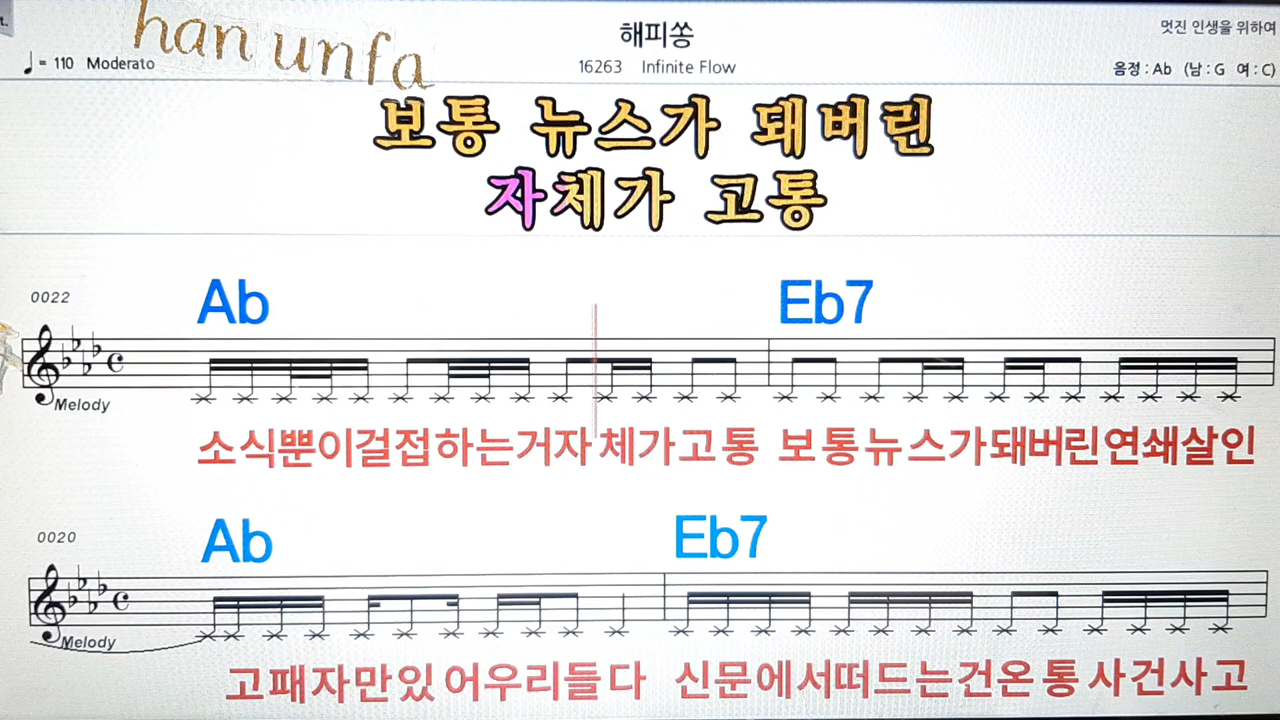 t.
han unfa
해피쏭
멋진 인생을 위하여
♩= 110 Moderato
16263 Infinite Flow
음정 : Ab (남 : G 여 : C)
보통 뉴스가 돼버린
자체가 고통
Ab Eb7
0022
Melody
소식뿐이걸접하는거자체가고통 보통뉴스가돼버린연쇄살인
Ab Eb7
0020
Melody
고패자만있어우리들다 신문에서떠드는건온통사건사고